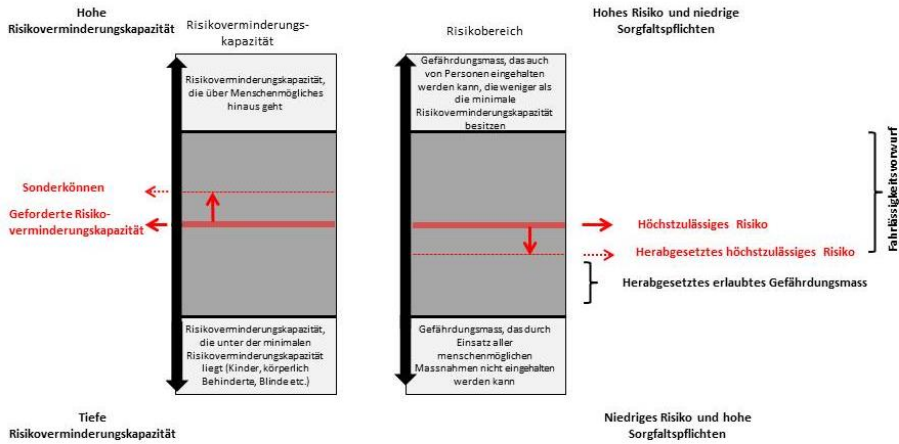 Hohe
Risikoverminderungskapazität
Hohes Risiko und niedrige
Sorgfaltspflichten
Risikoverminderungs-
kapazität
Risikobereich
Risikoverminderungskapazität,
die über Menschenmögliches
hinaus geht
Gefährdungsmass, das auch
von Personen eingehalten
werden kann, die weniger als
die minimale
Risikoverminderungskapazität
besitzen
Sonderkönnen
Geforderte Risiko-
verminderungskapazität
Höchstzulässiges Risiko
Herabgesetztes höchstzulässiges Risiko
Herabgesetztes erlaubtes Gefährdungsmass
Fahrlässigkeitsvorwurf
Risikoverminderungskapazität,
die unter der minimalen
Risikoverminderungskapazität
liegt (Kinder, körperlich
Behinderte, Blinde etc.)
Gefährdungsmass, das durch
Einsatz aller
menschenmöglichen
Massnahmen nicht eingehalten
werden kann
Tiefe
Risikoverminderungskapazität
Niedriges Risiko und hohe
Sorgfaltspflichten